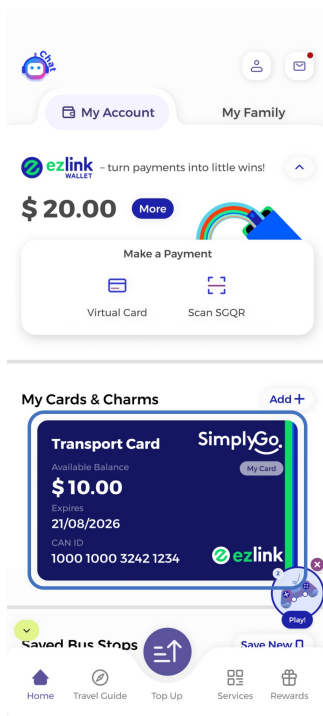 Chat
My Account
My Family
ezlink WALLET – turn payments into little wins!
$20.00 More
Make a Payment
Virtual Card
Scan SGQR
My Cards & Charms
Add +
Transport Card
SimplyGo.
Available Balance
My Card
$10.00
Expires
21/08/2026
CAN ID
1000 1000 3242 1234
ezlink
2
Play!
Saved Bus Stops
Save New
Home
Travel Guide
Top Up
Services
Rewards